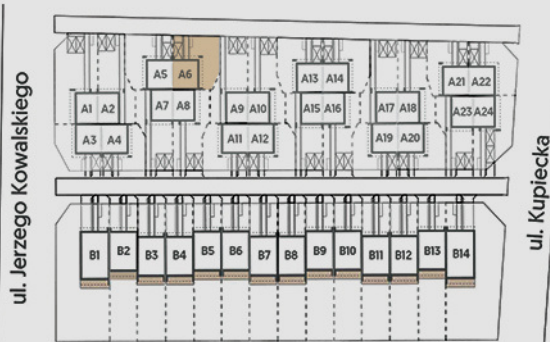 ul. Jerzego Kowalskiego
A5 A6
A13 A14
A21 A22
A1 A2
A7 A8
A9 A10
A15 A16
A17 A18
A23 A24
A3 A4
A11 A12
A19 A20
ul. Kupiecka
B1 B2 B3 B4 B5 B6 B7 B8 B9 B10 B11 B12 B13 B14